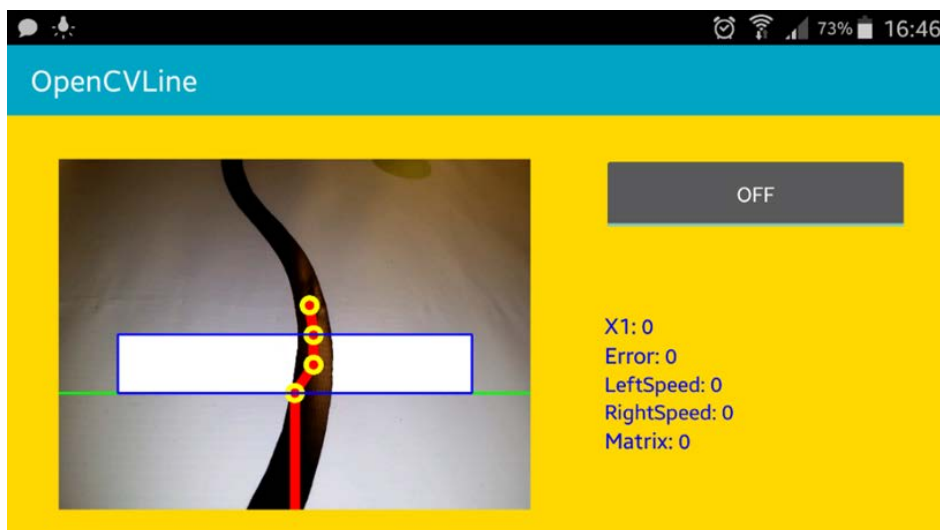 73% 16:46
OpenCVLine
OFF
X1: 0
Error: 0
LeftSpeed: 0
RightSpeed: 0
Matrix: 0